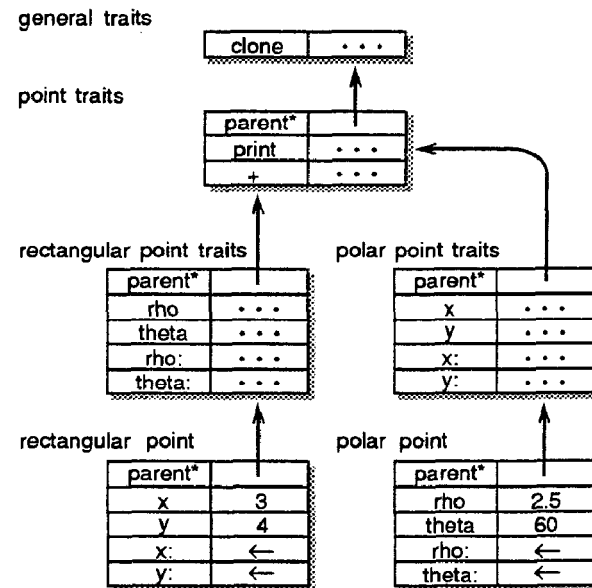 general traits
clone · · ·
point traits
parent*
print · · ·
+ · · ·
rectangular point traits
parent*
rho · · ·
theta · · ·
rho: · · ·
theta: · · ·
polar point traits
parent*
x · · ·
y · · ·
x: · · ·
y: · · ·
rectangular point
parent*
x 3
y 4
x: ←
y: ←
polar point
parent*
rho 2.5
theta 60
rho: ←
theta: ←